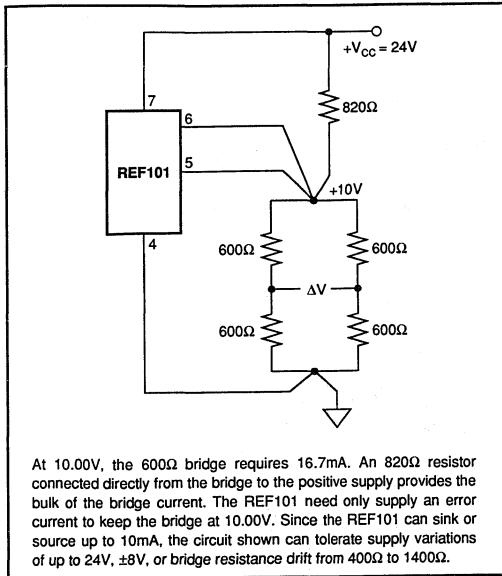 +VCC = 24V
7
820Ω
6
REF101
5
+10V
4
600Ω
600Ω
ΔV
600Ω
600Ω
At 10.00V, the 600Ω bridge requires 16.7mA. An 820Ω resistor
connected directly from the bridge to the positive supply provides the
bulk of the bridge current. The REF101 need only supply an error
current to keep the bridge at 10.00V. Since the REF101 can sink or
source up to 10mA, the circuit shown can tolerate supply variations
of up to 24V, ±8V, or bridge resistance drift from 400Ω to 1400Ω.